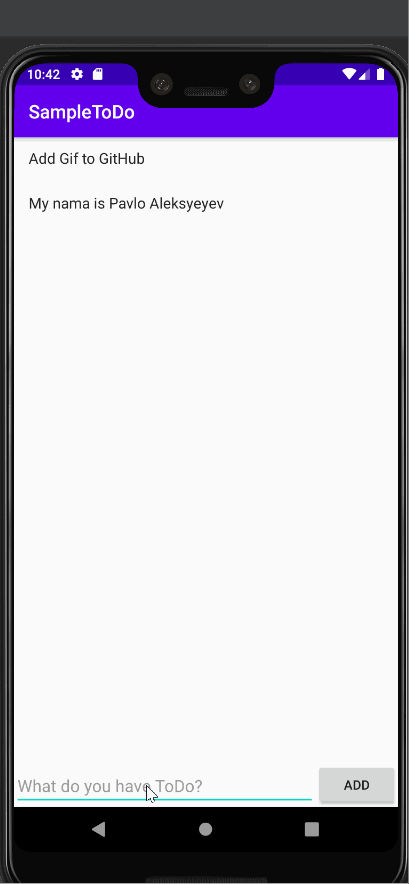 10:42
SampleToDo
Add Gif to GitHub
My nama is Pavlo Aleksyeyev
What do you have ToDo?
ADD